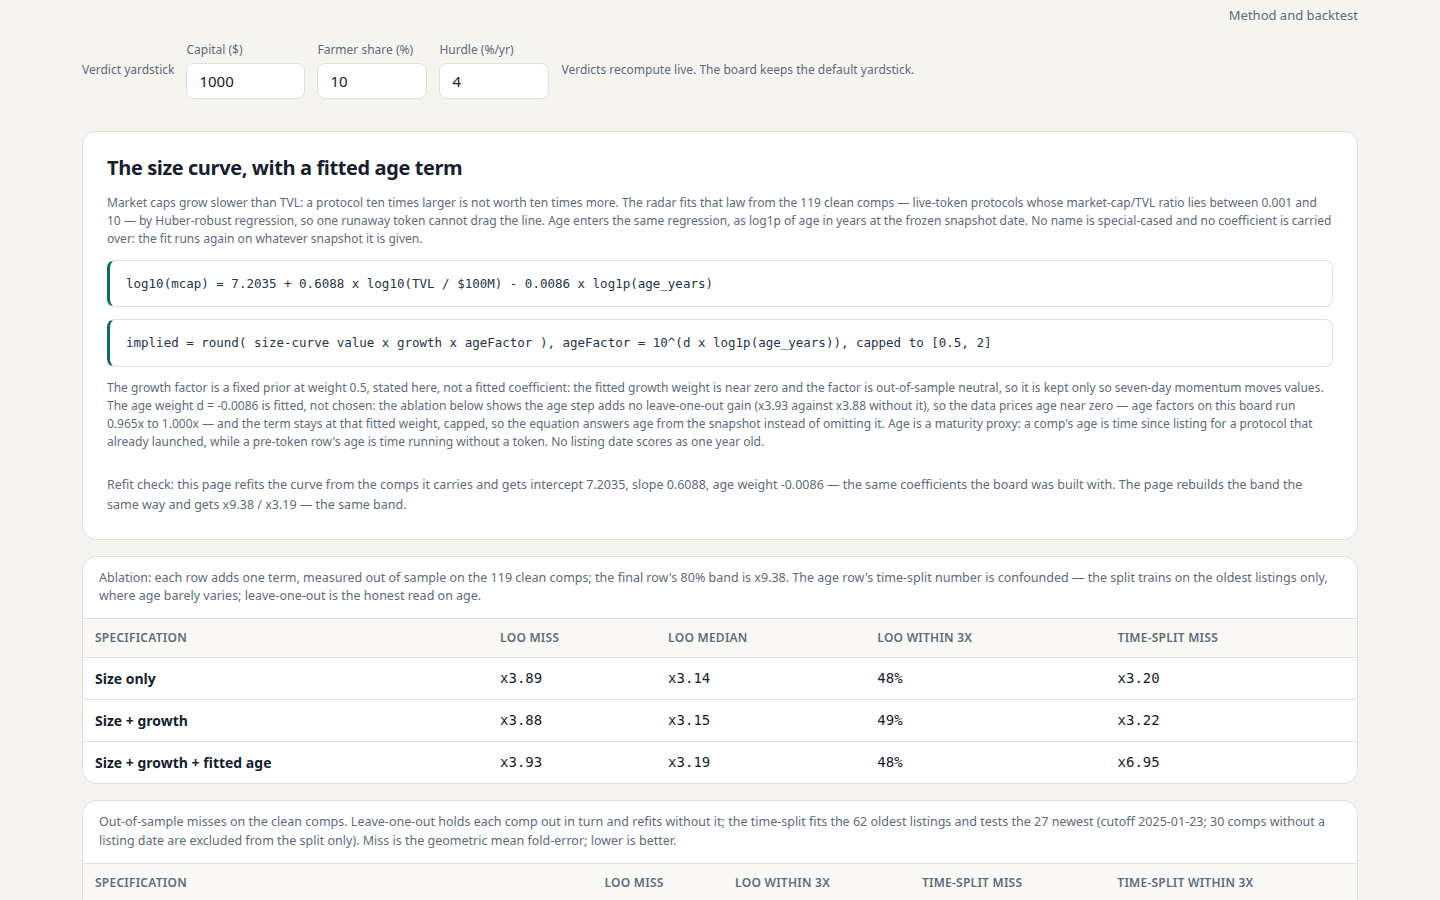 Method and backtest
Verdict yardstick
Capital ($)
1000
Farmer share (%)
10
Hurdle (%/yr)
4
Verdicts recompute live. The board keeps the default yardstick.
The size curve, with a fitted age term
Market caps grow slower than TVL: a protocol ten times larger is not worth ten times more. The radar fits that law from the 119 clean comps — live-token protocols whose market-cap/TVL ratio lies between 0.001 and
10 — by Huber-robust regression, so one runaway token cannot drag the line. Age enters the same regression, as log1p of age in years at the frozen snapshot date. No name is special-cased and no coefficient is carried
over: the fit runs again on whatever snapshot it is given.
log10(mcap) = 7.2035 + 0.6088 x log10(TVL / $100M) - 0.0086 x log1p(age_years)
implied = round( size-curve value x growth x ageFactor ), ageFactor = 10^(d x log1p(age_years)), capped to [0.5, 2]
The growth factor is a fixed prior at weight 0.5, stated here, not a fitted coefficient: the fitted growth weight is near zero and the factor is out-of-sample neutral, so it is kept only so seven-day momentum moves values.
The age weight d = -0.0086 is fitted, not chosen: the ablation below shows the age step adds no leave-one-out gain (x3.93 against x3.88 without it), so the data prices age near zero — age factors on this board run
0.965x to 1.000x — and the term stays at that fitted weight, capped, so the equation answers age from the snapshot instead of omitting it. Age is a maturity proxy: a comp's age is time since listing for a protocol that
already launched, while a pre-token row's age is time running without a token. No listing date scores as one year old.
Refit check: this page refits the curve from the comps it carries and gets intercept 7.2035, slope 0.6088, age weight -0.0086 — the same coefficients the board was built with. The page rebuilds the band the
same way and gets x9.38 / x3.19 — the same band.
Ablation: each row adds one term, measured out of sample on the 119 clean comps; the final row's 80% band is x9.38. The age row's time-split number is confounded — the split trains on the oldest listings only,
where age barely varies; leave-one-out is the honest read on age.
SPECIFICATION LOO MISS LOO MEDIAN LOO WITHIN 3X TIME-SPLIT MISS
Size only x3.89 x3.14 48% x3.20
Size + growth x3.88 x3.15 49% x3.22
Size + growth + fitted age x3.93 x3.19 48% x6.95
Out-of-sample misses on the clean comps. Leave-one-out holds each comp out in turn and refits without it; the time-split fits the 62 oldest listings and tests the 27 newest (cutoff 2025-01-23; 30 comps without a
listing date are excluded from the split only). Miss is the geometric mean fold-error; lower is better.
SPECIFICATION LOO MISS LOO WITHIN 3X TIME-SPLIT MISS TIME-SPLIT WITHIN 3X